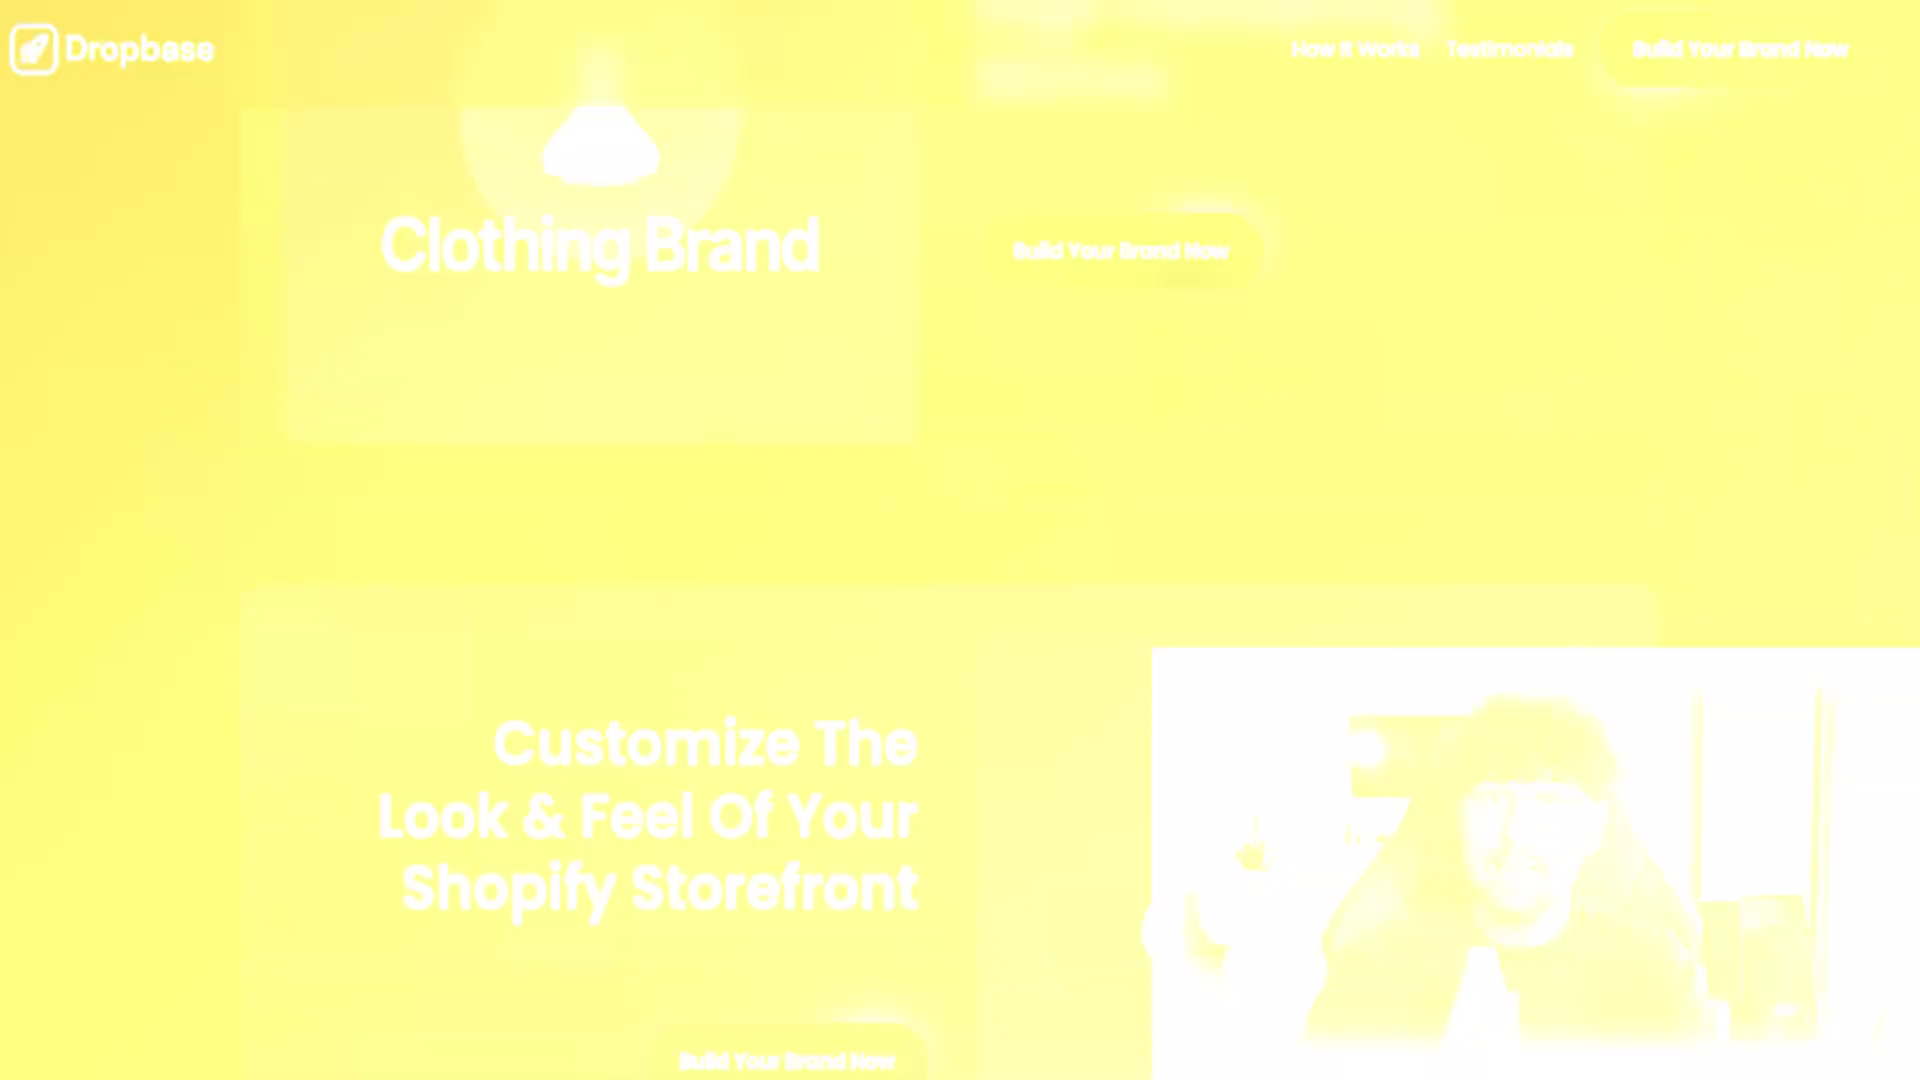 Dropbase
How It Works
Testimonials
Build Your Brand Now
Clothing Brand
Build Your Brand Now
Customize The
Look & Feel Of Your
Shopify Storefront
Build Your Brand Now